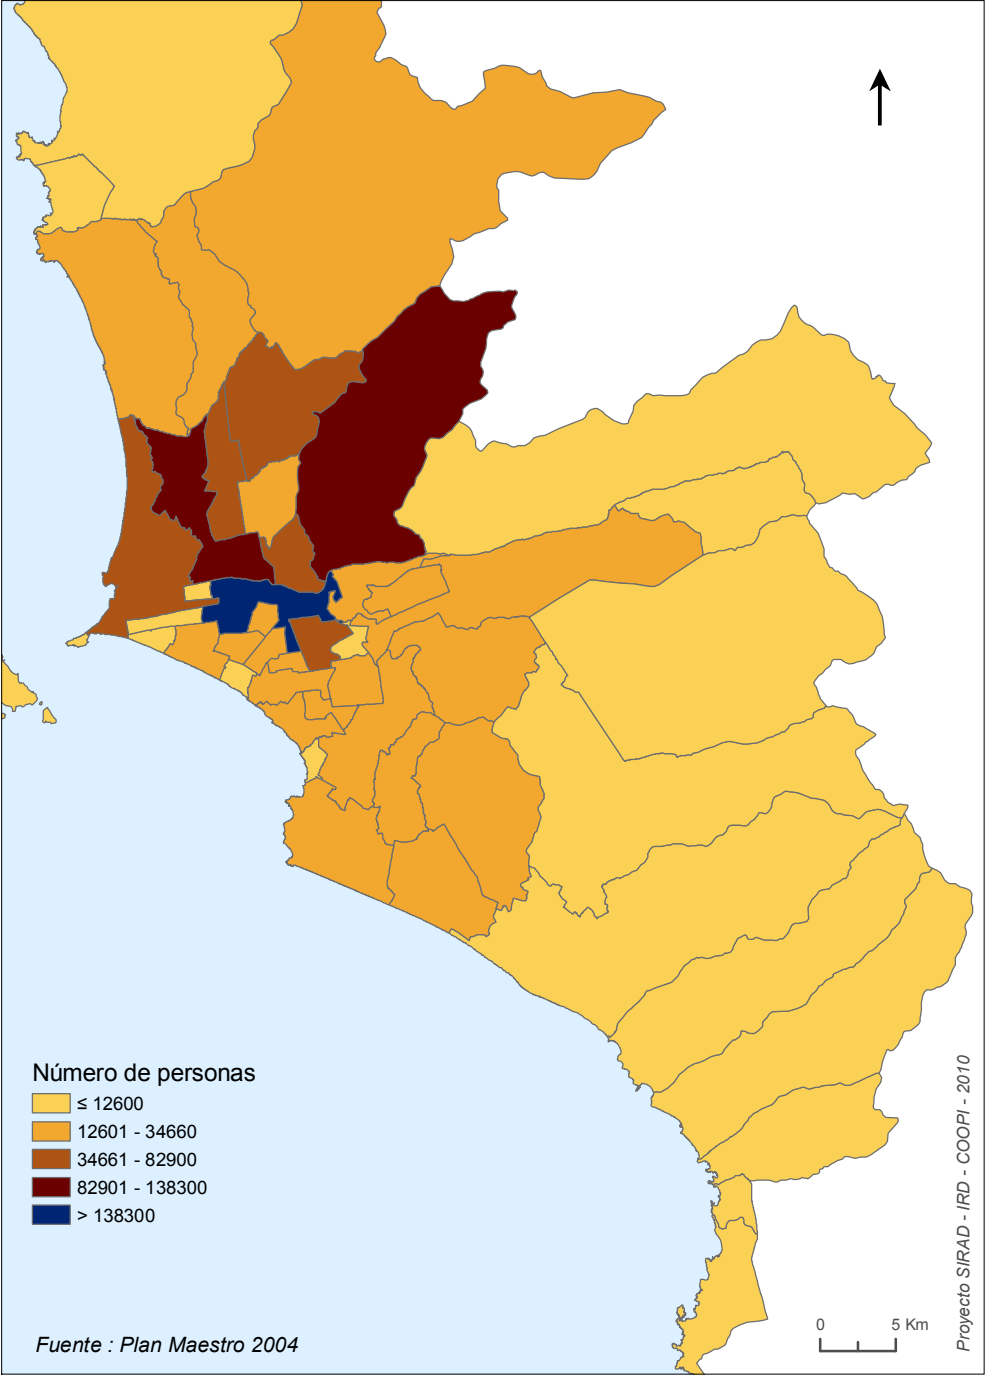 Número de personas
≤ 12600
12601 - 34660
34661 - 82900
82901 - 138300
> 138300
Fuente : Plan Maestro 2004
0 5 Km
Proyecto SIRAD - IRD - COOPI - 2010